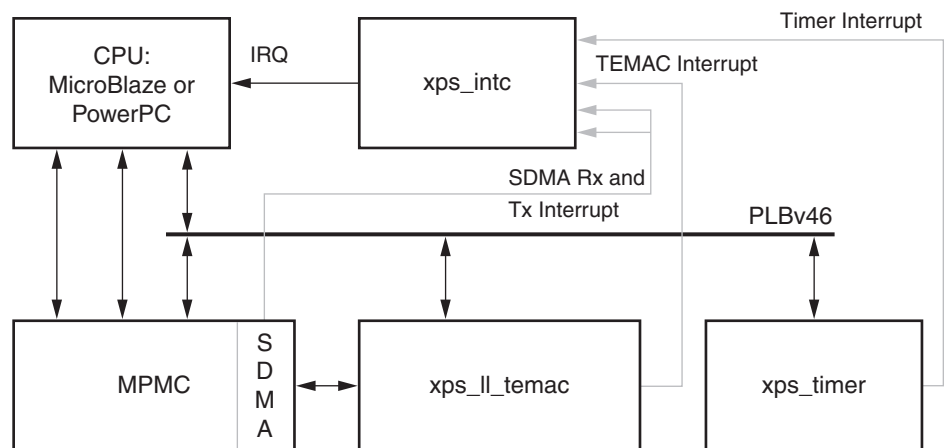 Timer Interrupt
CPU:
MicroBlaze or
PowerPC
IRQ
xps_intc
TEMAC Interrupt
SDMA Rx and
Tx Interrupt
PLBv46
MPMC
S
D
M
A
xps_ll_temac
xps_timer